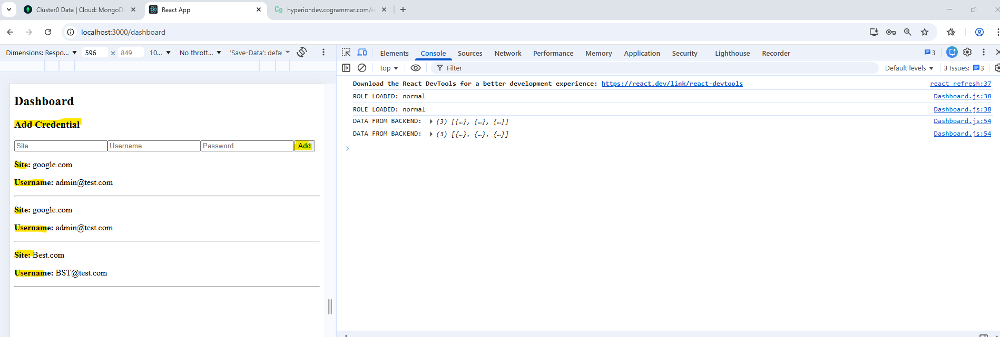 Cluster0 Data | Cloud: MongoD
React App
hyperiondev.cogrammar.com/re
localhost:3000/dashboard
Dimensions: Respo... 596 x 849 10... No thrott... 'Save-Data': defau
Elements Console Sources Network Performance Memory Application Security Lighthouse Recorder 3
top Filter Default levels 3 Issues: 3
Dashboard
Add Credential
Site Username Password Add
Site: google.com
Username: admin@test.com
Site: google.com
Username: admin@test.com
Site: Best.com
Username: BST@test.com
Download the React DevTools for a better development experience: https://react.dev/link/react-devtools react refresh:37
ROLE LOADED: normal Dashboard.js:38
ROLE LOADED: normal Dashboard.js:38
DATA FROM BACKEND: ▶ (3) [{…}, {…}, {…}] Dashboard.js:54
DATA FROM BACKEND: ▶ (3) [{…}, {…}, {…}] Dashboard.js:54